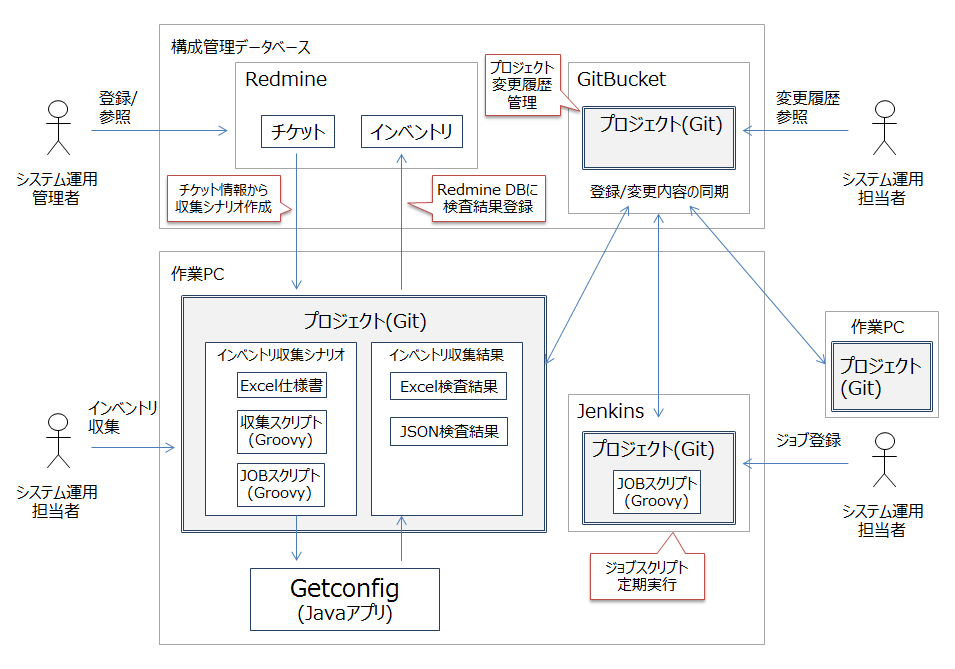 構成管理データベース
Redmine
チケット
インベントリ
プロジェクト
変更履歴
管理
GitBucket
プロジェクト(Git)
登録/変更内容の同期
登録/
参照
システム運用
管理者
変更履歴
参照
システム運用
担当者
チケット情報から
収集シナリオ作成
Redmine DBに
検査結果登録
作業PC
プロジェクト(Git)
インベントリ収集シナリオ
Excel仕様書
収集スクリプト
(Groovy)
JOBスクリプト
(Groovy)
インベントリ収集結果
Excel検査結果
JSON検査結果
インベントリ
収集
システム運用
担当者
Getconfig
(Javaアプリ)
Jenkins
プロジェクト(Git)
JOBスクリプト
(Groovy)
ジョブスクリプト
定期実行
作業PC
プロジェクト
(Git)
ジョブ登録
システム運用
担当者